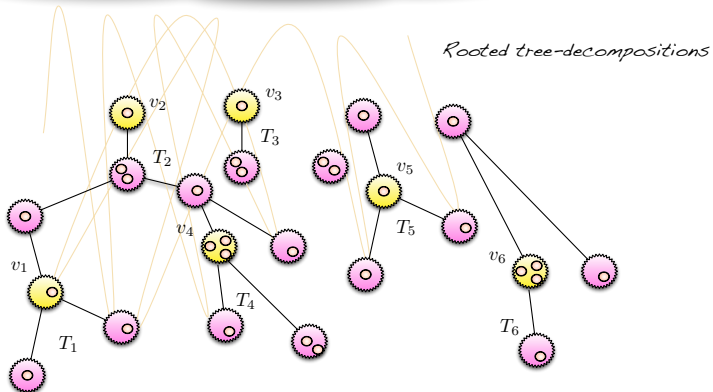 Rooted tree-decompositions
v2
v3
T3
T2
v5
v4
T5
v1
v6
T4
T6
T1